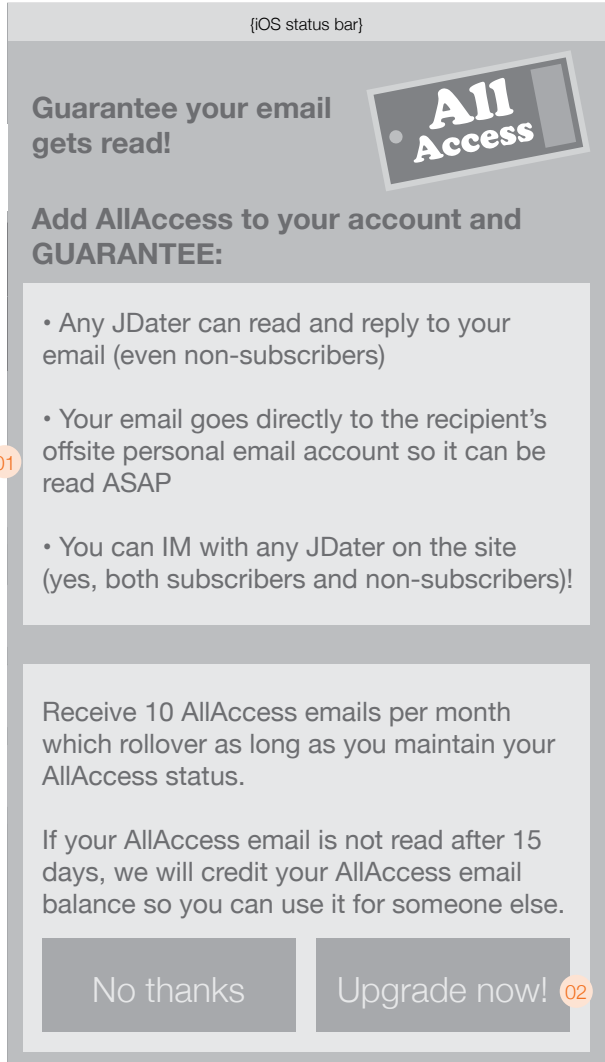 {iOS status bar}
Guarantee your email
gets read!
All
Access
Add AllAccess to your account and
GUARANTEE:
• Any JDater can read and reply to your
email (even non-subscribers)
• Your email goes directly to the recipient’s
offsite personal email account so it can be
read ASAP
01
• You can IM with any JDater on the site
(yes, both subscribers and non-subscribers)!
Receive 10 AllAccess emails per month
which rollover as long as you maintain your
AllAccess status.
If your AllAccess email is not read after 15
days, we will credit your AllAccess email
balance so you can use it for someone else.
No thanks
Upgrade now!
02